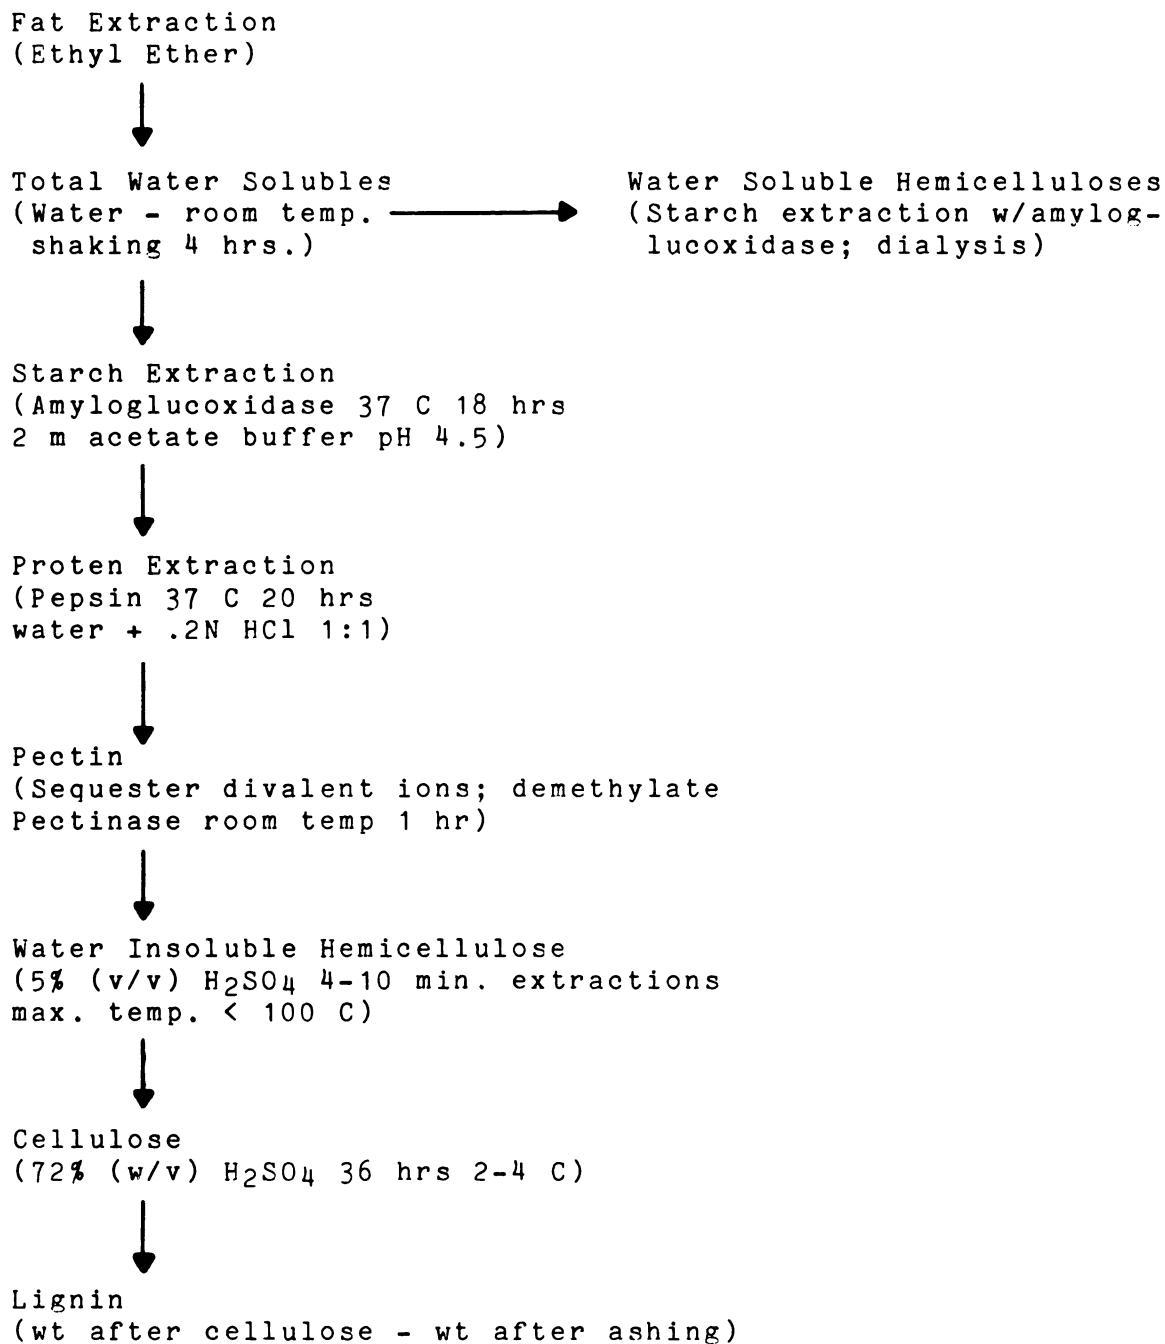 Fat Extraction
(Ethyl Ether)
Total Water Solubles
(Water - room temp.
shaking 4 hrs.)
Water Soluble Hemicelluloses
(Starch extraction w/amylog-
lucoxidase; dialysis)
Starch Extraction
(Amyloglucoxidase 37 C 18 hrs
2 m acetate buffer pH 4.5)
Proten Extraction
(Pepsin 37 C 20 hrs
water + .2N HCl 1:1)
Pectin
(Sequester divalent ions; demethylate
Pectinase room temp 1 hr)
Water Insoluble Hemicellulose
(5% (v/v) H₂SO₄ 4-10 min. extractions
max. temp. < 100 C)
Cellulose
(72% (w/v) H₂SO₄ 36 hrs 2-4 C)
Lignin
(wt after cellulose - wt after ashing)